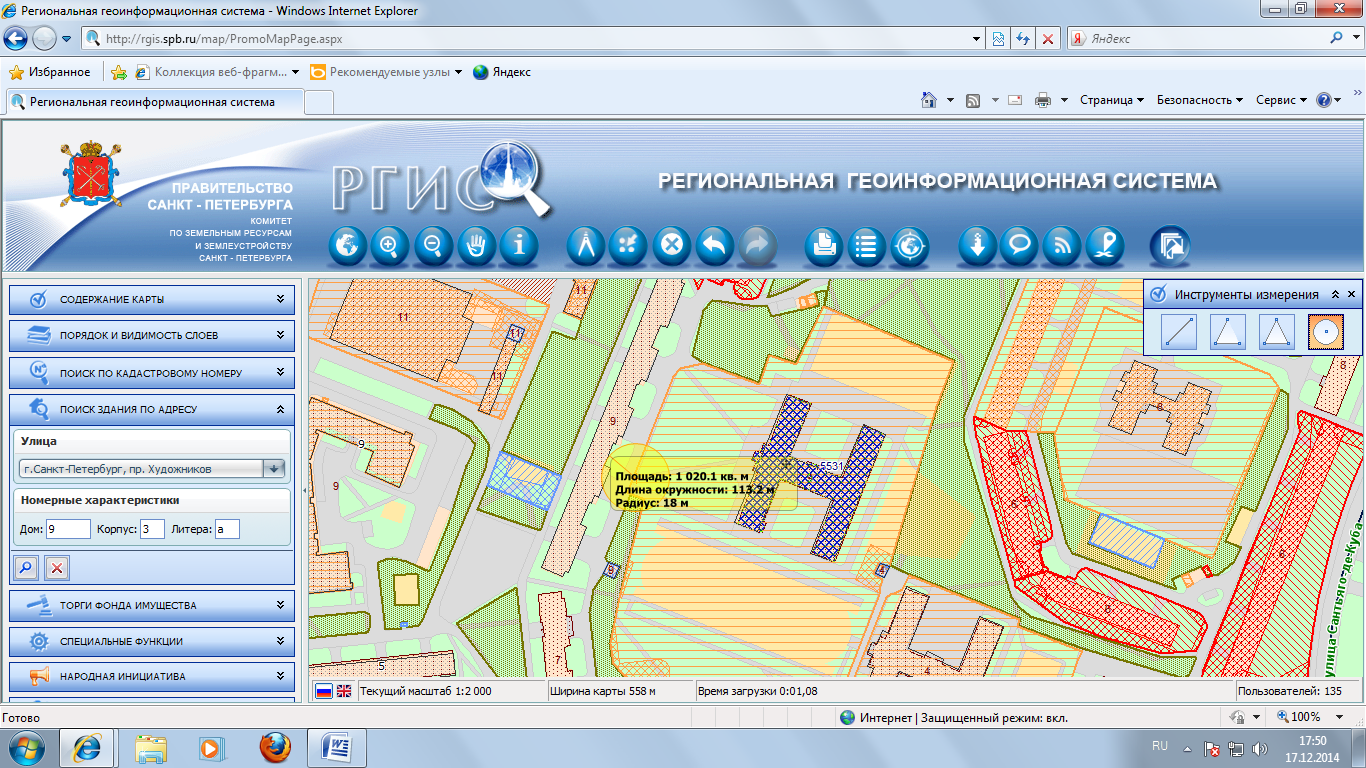 Региональная геоинформационная система - Windows Internet Explorer
http://rgis.spb.ru/map/PromoMapPage.aspx
Яндекс
Избранное
Коллекция веб-фрагм...
Рекомендуемые узлы
Яндекс
Региональная геоинформационная система
Страница
Безопасность
Сервис
ПРАВИТЕЛЬСТВО
САНКТ - ПЕТЕРБУРГА
КОМИТЕТ
ПО ЗЕМЕЛЬНЫМ РЕСУРСАМ
И ЗЕМЛЕУСТРОЙСТВУ
САНКТ - ПЕТЕРБУРГА
РГИС
РЕГИОНАЛЬНАЯ ГЕОИНФОРМАЦИОННАЯ СИСТЕМА
СОДЕРЖАНИЕ КАРТЫ
ПОРЯДОК И ВИДИМОСТЬ СЛОЕВ
ПОИСК ПО КАДАСТРОВОМУ НОМЕРУ
ПОИСК ЗДАНИЯ ПО АДРЕСУ
Улица
г.Санкт-Петербург, пр. Художников
Номерные характеристики
Дом: 9 Корпус: 3 Литера: а
ТОРГИ ФОНДА ИМУЩЕСТВА
СПЕЦИАЛЬНЫЕ ФУНКЦИИ
НАРОДНАЯ ИНИЦИАТИВА
Инструменты измерения
11
11
11
11
9
9
9
8
6
5531
Площадь: 1 020.1 кв. м
Длина окружности: 113.2 м
Радиус: 18 м
7
5
4
6
улица Сантьяго-де-Куба
Текущий масштаб 1:2 000
Ширина карты 558 м
Время загрузки 0:01,08
Пользователей: 135
Готово
Интернет | Защищенный режим: вкл.
100%
RU
17:50
17.12.2014